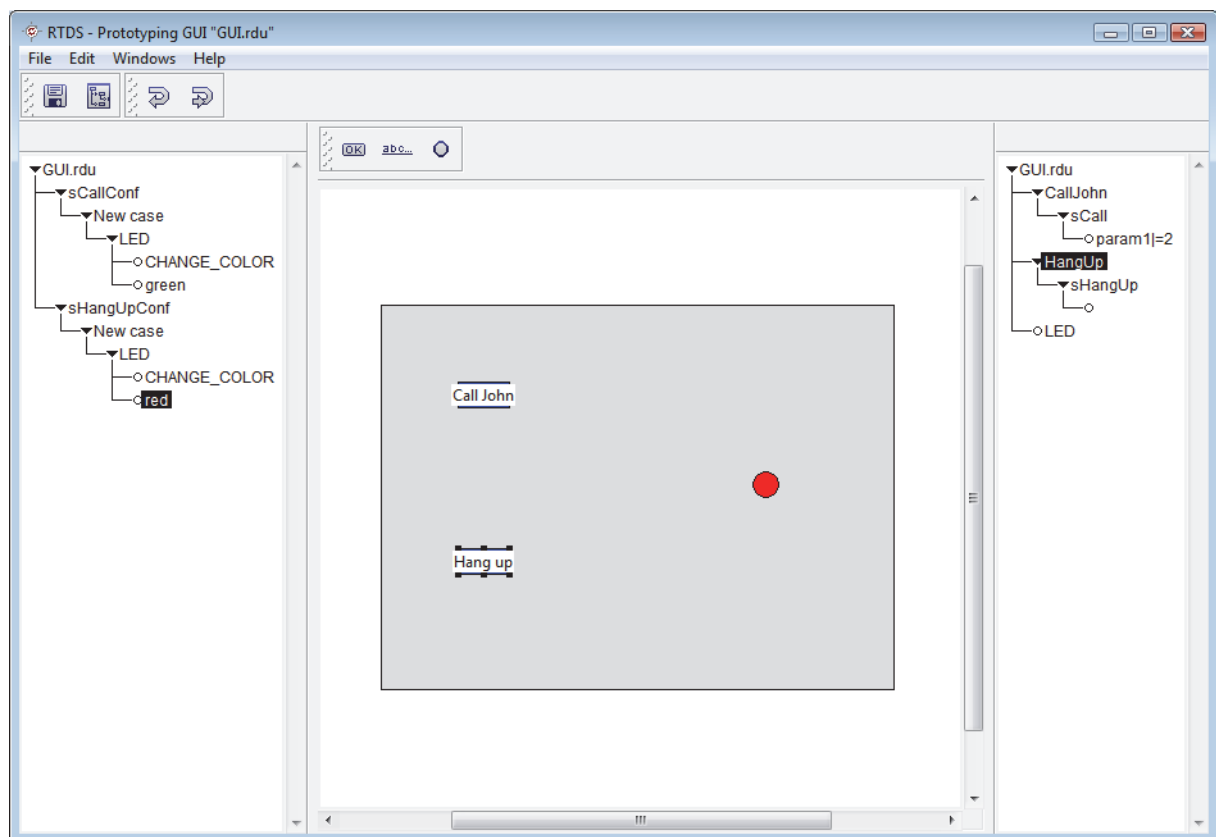 RTDS - Prototyping GUI "GUI.rdu"
File Edit Windows Help
OK abc...
GUI.rdu
sCallConf
New case
LED
CHANGE_COLOR
green
sHangUpConf
New case
LED
CHANGE_COLOR
red
Call John
Hang up
GUI.rdu
CallJohn
sCall
param1|=2
HangUp
sHangUp
LED